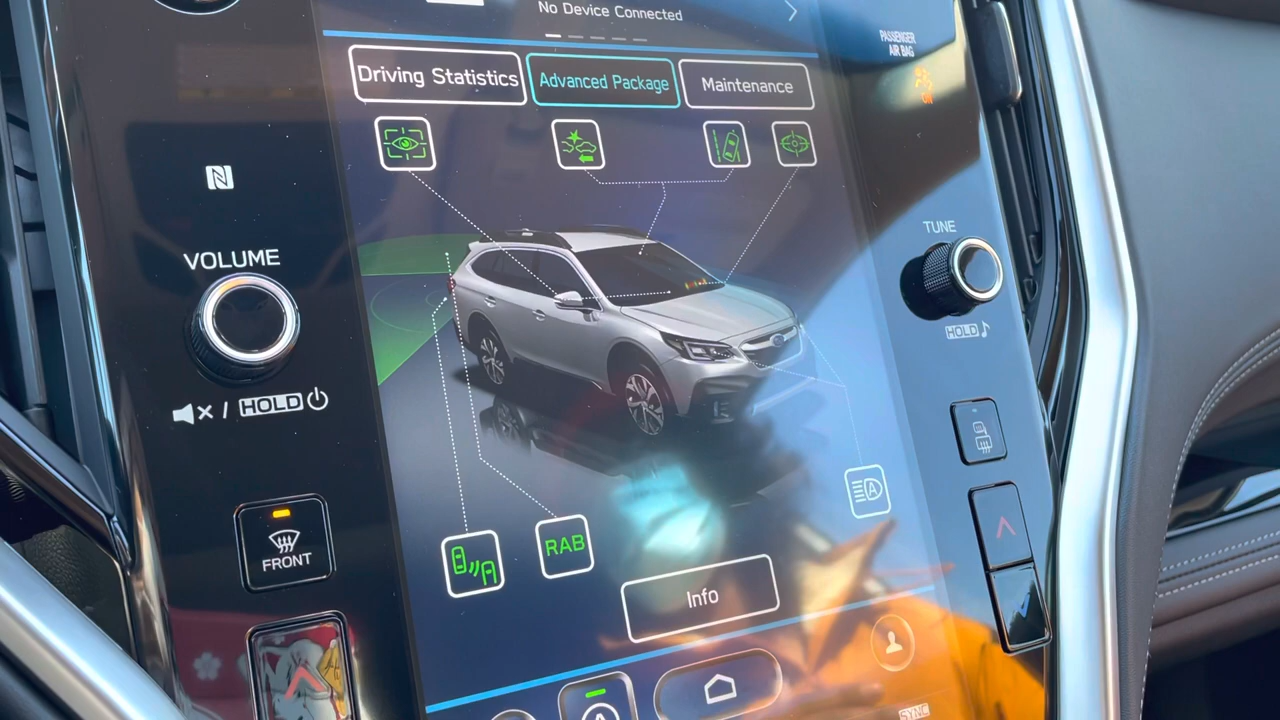 No Device Connected
PASSENGER
AIR BAG
ON
Driving Statistics
Advanced Package
Maintenance
VOLUME
TUNE
HOLD
/ HOLD
A
FRONT
RAB
Info
A
SYNC